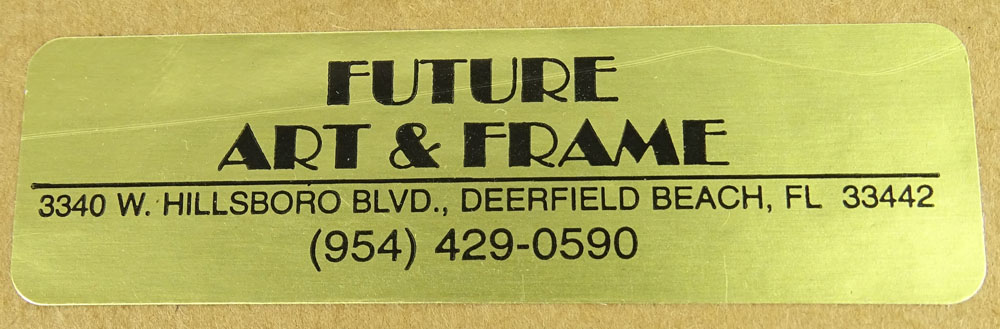 FUTURE
ART & FRAME
3340 W. HILLSBORO BLVD., DEERFIELD BEACH, FL 33442
(954) 429-0590